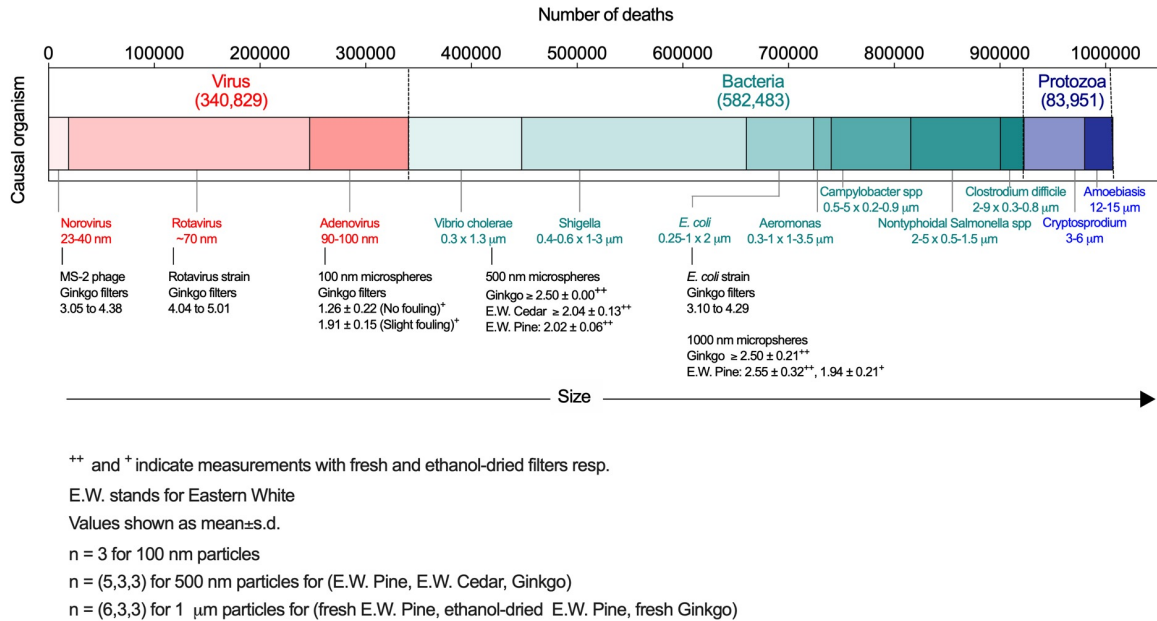 Number of deaths
0 100000 200000 300000 400000 500000 600000 700000 800000 900000 1000000
Causal organism
Virus
(340,829)
Bacteria
(582,483)
Protozoa
(83,951)
Norovirus
23-40 nm
Rotavirus
~70 nm
Adenovirus
90-100 nm
Vibrio cholerae
0.3 x 1.3 μm
Shigella
0.4-0.6 x 1-3 μm
E. coli
0.25-1 x 2 μm
Aeromonas
0.3-1 x 1-3.5 μm
Campylobacter spp
0.5-5 x 0.2-0.9 μm
Nontyphoidal Salmonella spp
2-5 x 0.5-1.5 μm
Clostrodium difficile
2-9 x 0.3-0.8 μm
Cryptosprodium
3-6 μm
Amoebiasis
12-15 μm
MS-2 phage
Ginkgo filters
3.05 to 4.38
Rotavirus strain
Ginkgo filters
4.04 to 5.01
100 nm microspheres
Ginkgo filters
1.26 ± 0.22 (No fouling)⁺
1.91 ± 0.15 (Slight fouling)⁺
500 nm microspheres
Ginkgo ≥ 2.50 ± 0.00⁺⁺
E.W. Cedar ≥ 2.04 ± 0.13⁺⁺
E.W. Pine: 2.02 ± 0.06⁺⁺
E. coli strain
Ginkgo filters
3.10 to 4.29
1000 nm micropsheres
Ginkgo ≥ 2.50 ± 0.21⁺⁺
E.W. Pine: 2.55 ± 0.32⁺⁺, 1.94 ± 0.21⁺
Size
⁺⁺ and ⁺ indicate measurements with fresh and ethanol-dried filters resp.
E.W. stands for Eastern White
Values shown as mean±s.d.
n = 3 for 100 nm particles
n = (5,3,3) for 500 nm particles for (E.W. Pine, E.W. Cedar, Ginkgo)
n = (6,3,3) for 1 μm particles for (fresh E.W. Pine, ethanol-dried E.W. Pine, fresh Ginkgo)